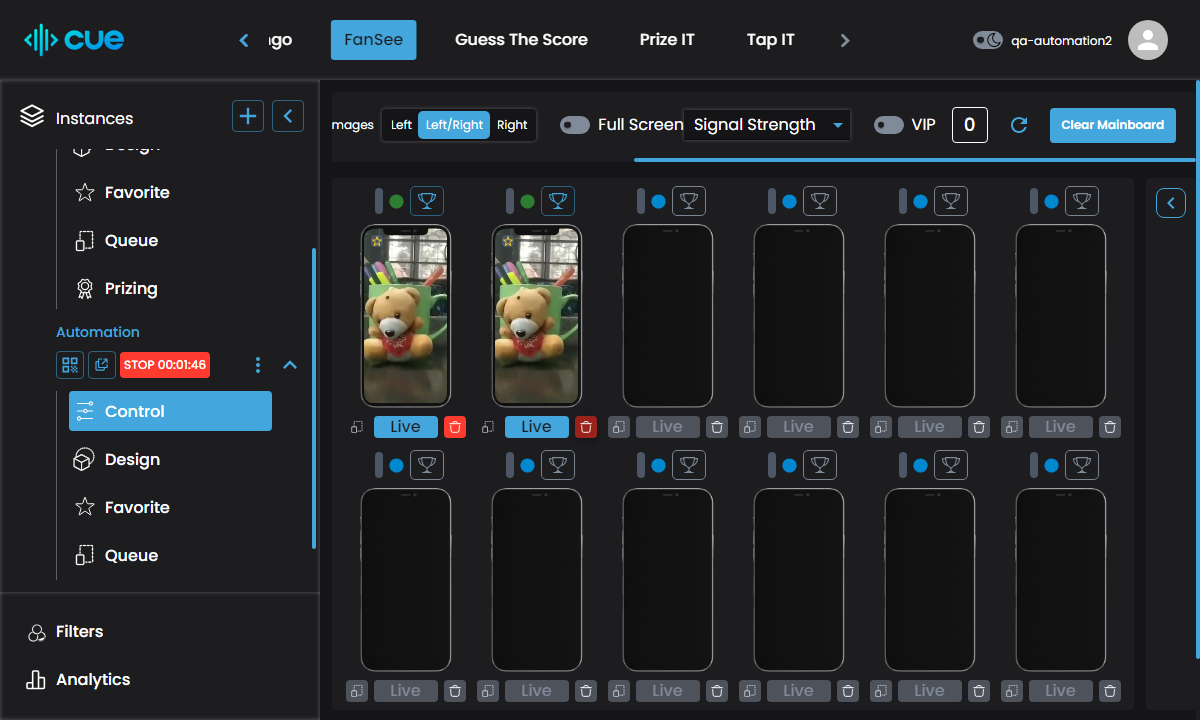 cue
ngo
FanSee
Guess The Score
Prize IT
Tap IT
qa-automation2
Instances
Design
Favorite
Queue
Prizing
Automation
STOP 00:01:46
Control
Design
Favorite
Queue
Filters
Analytics
mages
Left
Left/Right
Right
Full Screen
Signal Strength
VIP
0
Clear Mainboard
Live
Live
Live
Live
Live
Live
Live
Live
Live
Live
Live
Live